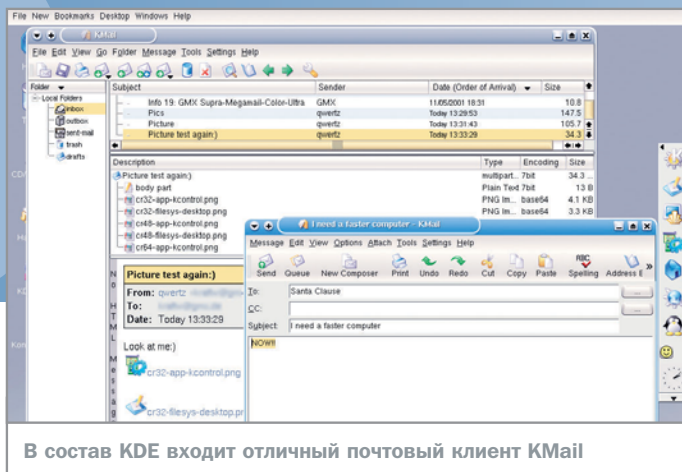 File New Bookmarks Desktop Windows Help
KMail
File Edit View Go Folder Message Tools Settings Help
Folder
Local Folders
inbox
outbox
sent-mail
trash
drafts
Subject Sender Date (Order of Arrival) Size
Info 19: GMX Supra-Megamail-Color-Ultra GMX 11/05/2001 18:31 10.8
Pics qwertz Today 13:29:53 147.5
Picture qwertz Today 13:31:43 105.7
Picture test again:) qwertz Today 13:33:29 34.3
Description Type Encoding Size
Picture test again:) multipart... 7bit 34.3 ...
body part Plain Text 7bit 13 B
cr32-app-kcontrol.png PNG Im... base64 4.1 KB
cr32-filesys-desktop.png PNG Im... base64 3.3 KB
cr48-app-kcontrol.png
cr48-filesys-desktop.png
cr64-app-kcontrol.png
I need a faster computer - KMail
Message Edit View Options Attach Tools Settings Help
Send Queue New Composer Print Undo Redo Cut Copy Paste Spelling Address B
To: Santa Clause
CC:
Subject: I need a faster computer
NOW!!
Picture test again:)
From: qwertz
To:
Date: Today 13:33:29
Look at me:)
cr32-app-kcontrol.png
cr32-filesys-desktop.pr
В состав KDE входит отличный почтовый клиент KMail